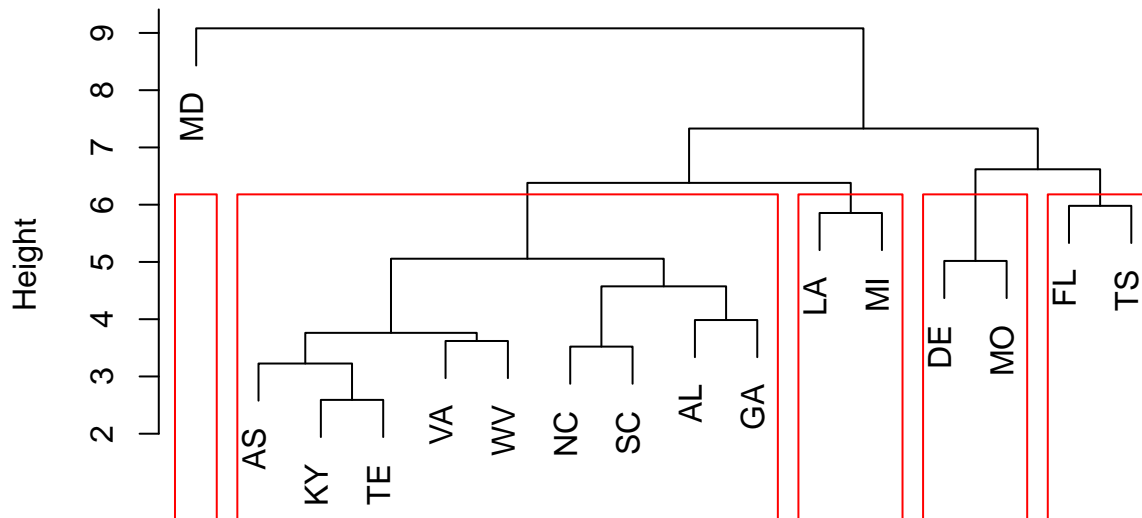 Height
9
8
7
6
5
4
3
2
MD
AS
KY
TE
VA
WV
NC
SC
AL
GA
LA
MI
DE
MO
FL
TS